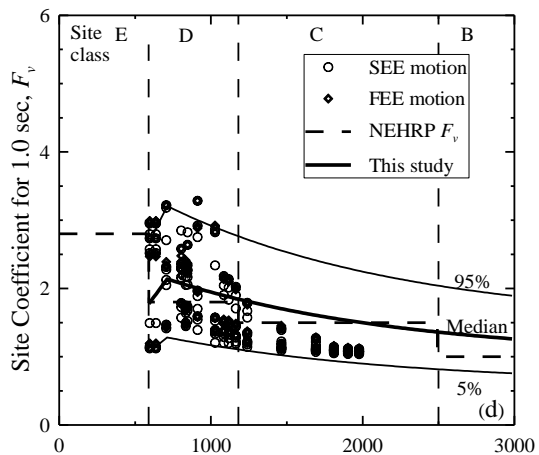 Site Coefficient for 1.0 sec, Fv
6
4
2
0
Site class
E
D
C
B
SEE motion
FEE motion
NEHRP Fv
This study
95%
Median
5%
(d)
0
1000
2000
3000